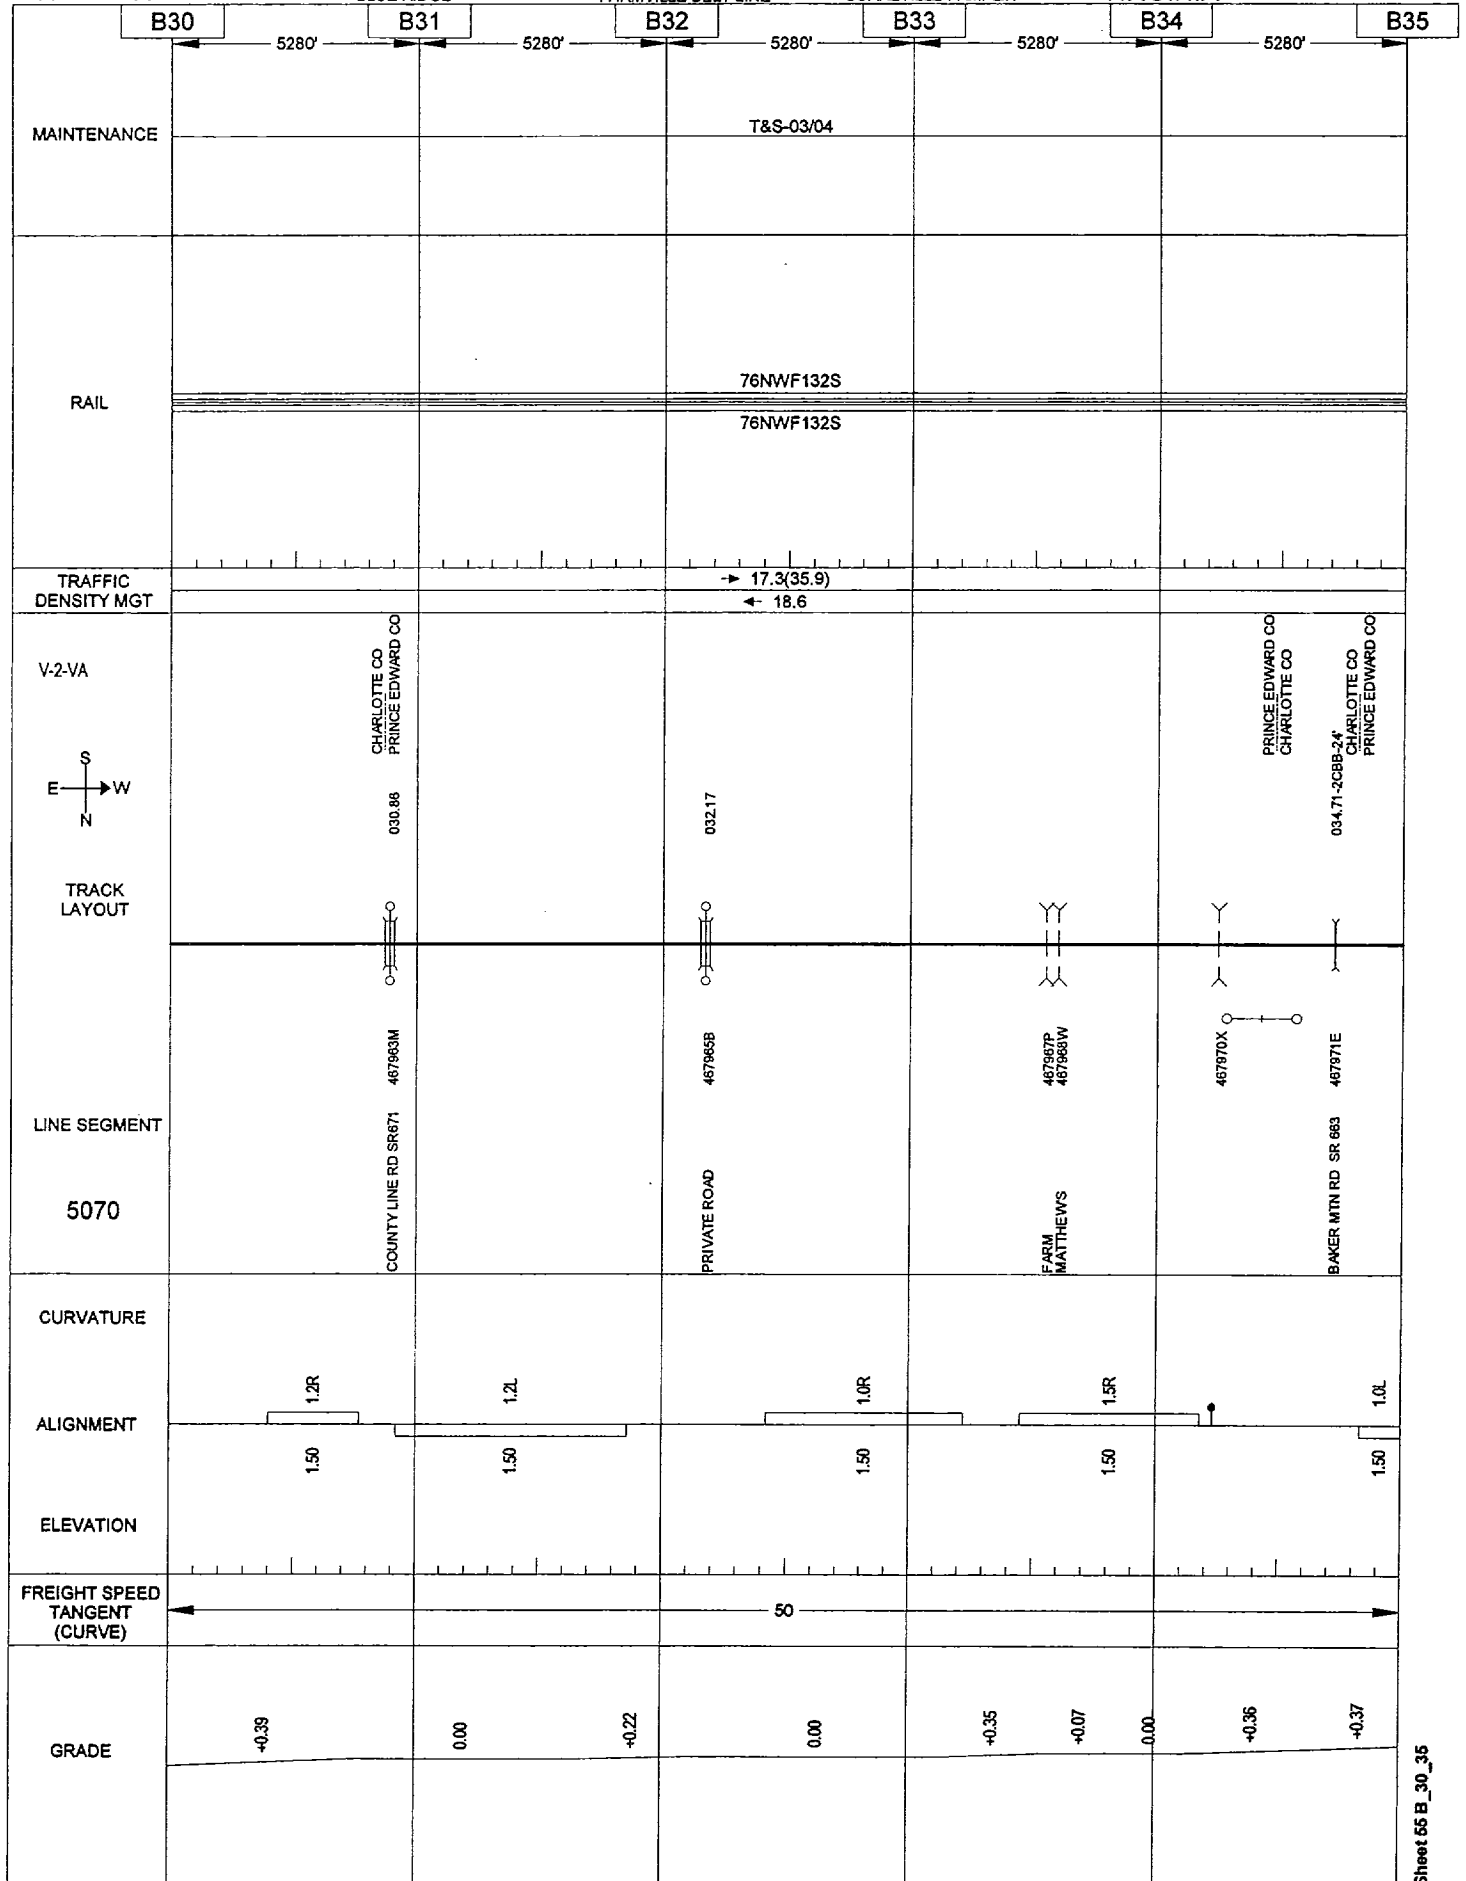 B30 B31 B32 B33 B34 B35
5280' 5280' 5280' 5280' 5280'
MAINTENANCE
T&S-03/04
RAIL
76NWF132S
76NWF132S
TRAFFIC
DENSITY MGT
17.3(35.9)
18.6
V-2-VA
S
E W
N
CHARLOTTE CO
PRINCE EDWARD CO
PRINCE EDWARD CO
CHARLOTTE CO
CHARLOTTE CO
PRINCE EDWARD CO
030.86
032.17
034.71-2CBB-24'
TRACK
LAYOUT
467963M
467965B
467967P
467968W
467970X
467971E
LINE SEGMENT
5070
COUNTY LINE RD SR671
PRIVATE ROAD
FARM
MATTHEWS
BAKER MTN RD SR 663
CURVATURE
1.2R 1.2L 1.0R 1.5R 1.0L
ALIGNMENT
1.50 1.50 1.50 1.50 1.50
ELEVATION
FREIGHT SPEED
TANGENT
(CURVE)
50
GRADE
+0.39 0.00 +0.22 0.00 +0.35 +0.07 0.00 +0.36 +0.37
Sheet 55 B_30_35